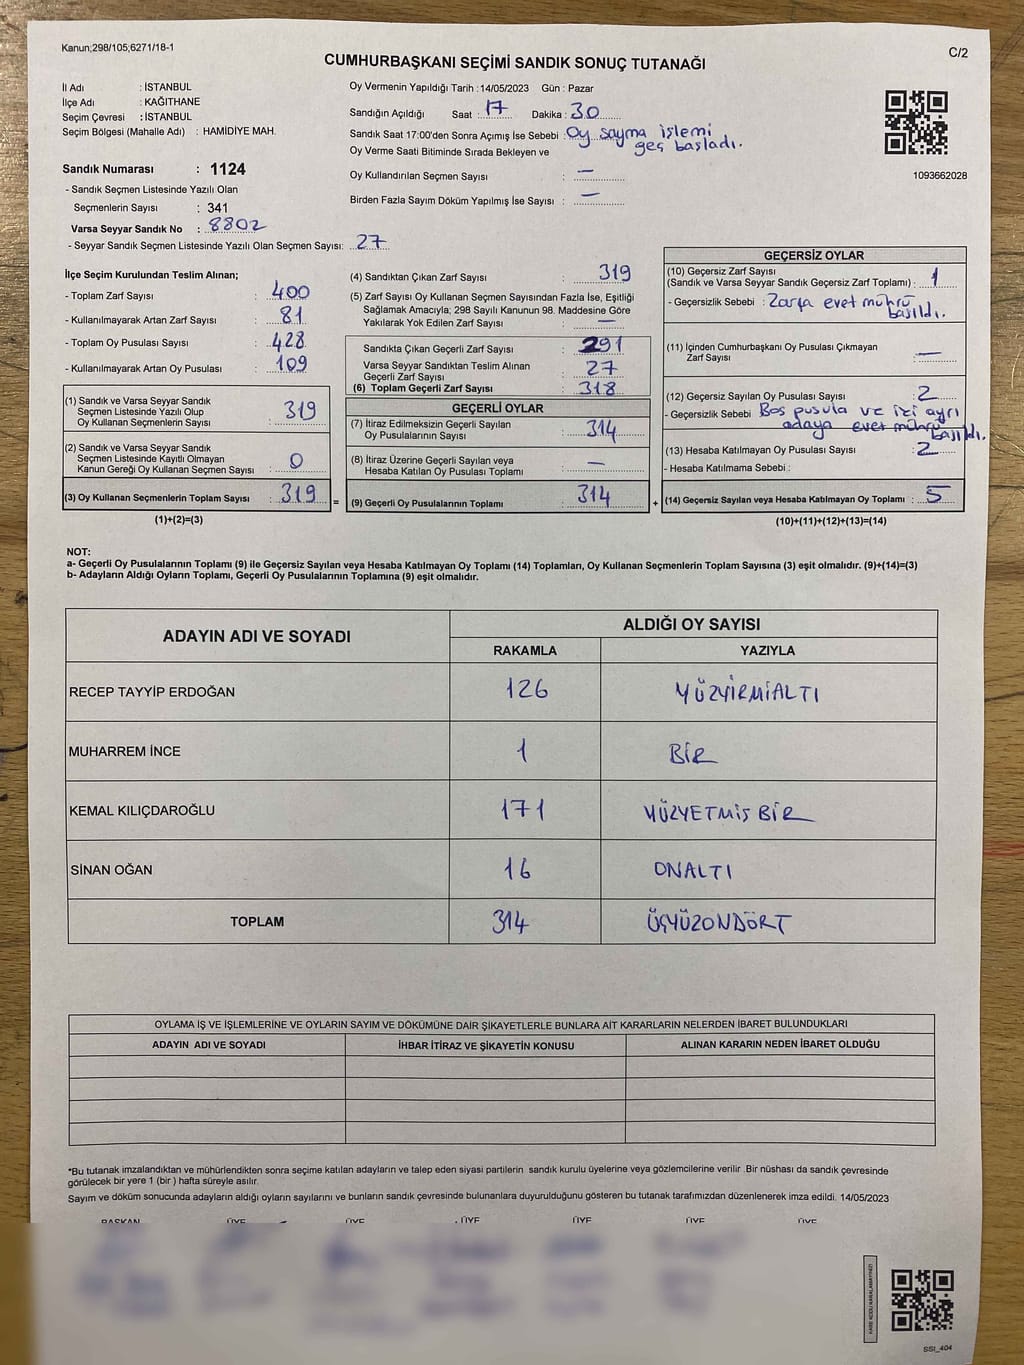 Kanun;298/105;6271/18-1
C/2
CUMHURBAŞKANI SEÇİMİ SANDIK SONUÇ TUTANAĞI
İl Adı : İSTANBUL
İlçe Adı : KAĞITHANE
Seçim Çevresi : İSTANBUL
Seçim Bölgesi (Mahalle Adı) : HAMİDİYE MAH.
Oy Vermenin Yapıldığı Tarih : 14/05/2023 Gün : Pazar
Sandığın Açıldığı Saat : 17 Dakika : 30
Sandık Saat 17:00'den Sonra Açımış İse Sebebi : Oy sayma işlemi
geç başladı.
Oy Verme Saati Bitiminde Sırada Bekleyen ve
Oy Kullandırılan Seçmen Sayısı : —
Birden Fazla Sayım Döküm Yapılmış İse Sayısı : —
1093662028
Sandık Numarası : 1124
- Sandık Seçmen Listesinde Yazılı Olan
Seçmenlerin Sayısı : 341
Varsa Seyyar Sandık No : 8802
- Seyyar Sandık Seçmen Listesinde Yazılı Olan Seçmen Sayısı: 27
İlçe Seçim Kurulundan Teslim Alınan;
- Toplam Zarf Sayısı : 400
- Kullanılmayarak Artan Zarf Sayısı : 81
- Toplam Oy Pusulası Sayısı : 428
- Kullanılmayarak Artan Oy Pusulası : 109
(1) Sandık ve Varsa Seyyar Sandık
Seçmen Listesinde Yazılı Olup
Oy Kullanan Seçmenlerin Sayısı : 319
(2) Sandık ve Varsa Seyyar Sandık
Seçmen Listesinde Kayıtlı Olmayan
Kanun Gereği Oy Kullanan Seçmen Sayısı : 0
(3) Oy Kullanan Seçmenlerin Toplam Sayısı : 319 =
(1)+(2)=(3)
(4) Sandıktan Çıkan Zarf Sayısı : 319
(5) Zarf Sayısı Oy Kullanan Seçmen Sayısından Fazla İse, Eşitliği
Sağlamak Amacıyla; 298 Sayılı Kanunun 98. Maddesine Göre
Yakılarak Yok Edilen Zarf Sayısı : —
Sandıkta Çıkan Geçerli Zarf Sayısı : 291
Varsa Seyyar Sandıktan Teslim Alınan
Geçerli Zarf Sayısı : 27
(6) Toplam Geçerli Zarf Sayısı : 318
GEÇERLİ OYLAR
(7) İtiraz Edilmeksizin Geçerli Sayılan
Oy Pusulalarının Sayısı : 314
(8) İtiraz Üzerine Geçerli Sayılan veya
Hesaba Katılan Oy Pusulası Toplamı : —
(9) Geçerli Oy Pusulalarının Toplamı : 314 +
GEÇERSİZ OYLAR
(10) Geçersiz Zarf Sayısı
(Sandık ve Varsa Seyyar Sandık Geçersiz Zarf Toplamı) : 1
- Geçersizlik Sebebi : Zarfa evet mührü
basıldı.
(11) İçinden Cumhurbaşkanı Oy Pusulası Çıkmayan
Zarf Sayısı : —
(12) Geçersiz Sayılan Oy Pusulası Sayısı : 2
- Geçersizlik Sebebi Boş pusula ve iki ayrı
adaya evet mührü
basıldı.
(13) Hesaba Katılmayan Oy Pusulası Sayısı : 2
- Hesaba Katılmama Sebebi :
(14) Geçersiz Sayılan veya Hesaba Katılmayan Oy Toplamı : 5
(10)+(11)+(12)+(13)=(14)
NOT:
a- Geçerli Oy Pusulalarının Toplamı (9) ile Geçersiz Sayılan veya Hesaba Katılmayan Oy Toplamı (14) Toplamları, Oy Kullanan Seçmenlerin Toplam Sayısına (3) eşit olmalıdır. (9)+(14)=(3)
b- Adayların Aldığı Oyların Toplamı, Geçerli Oy Pusulalarının Toplamına (9) eşit olmalıdır.
ADAYIN ADI VE SOYADI
ALDIĞI OY SAYISI
RAKAMLA YAZIYLA
RECEP TAYYİP ERDOĞAN 126 YÜZYİRMİALTI
MUHARREM İNCE 1 BİR
KEMAL KILIÇDAROĞLU 171 YÜZYETMİŞ BİR
SİNAN OĞAN 16 ONALTI
TOPLAM 314 ÜÇYÜZONDÖRT
OYLAMA İŞ VE İŞLEMLERİNE VE OYLARIN SAYIM VE DÖKÜMÜNE DAİR ŞİKAYETLERLE BUNLARA AİT KARARLARIN NELERDEN İBARET BULUNDUKLARI
ADAYIN ADI VE SOYADI İHBAR İTİRAZ VE ŞİKAYETİN KONUSU ALINAN KARARIN NEDEN İBARET OLDUĞU
*Bu tutanak imzalandıktan ve mühürlendikten sonra seçime katılan adayların ve talep eden siyasi partilerin sandık kurulu üyelerine veya gözlemcilerine verilir .Bir nüshası da sandık çevresinde
görülecek bir yere 1 (bir ) hafta süreyle asılır.
Sayım ve döküm sonucunda adayların aldığı oyların sayılarını ve bunların sandık çevresinde bulunanlara duyurulduğunu gösteren bu tutanak tarafımızdan düzenlenerek imza edildi. 14/05/2023
BAŞKAN ÜYE ÜYE ÜYE ÜYE ÜYE ÜYE
SSI_404